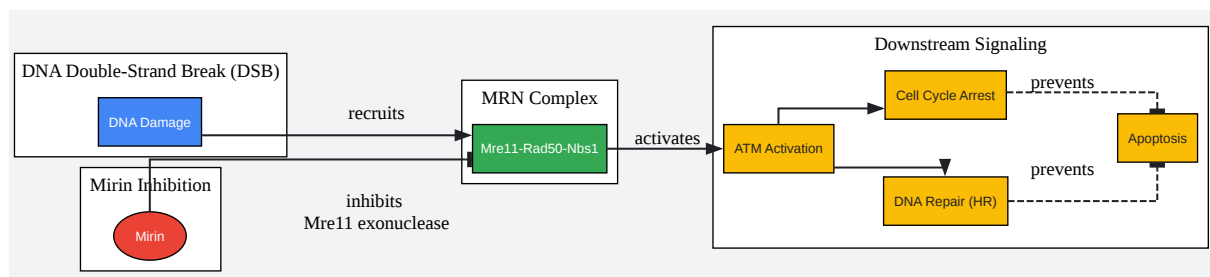 DNA Double-Strand Break (DSB)
DNA Damage
recruits
MRN Complex
Mre11-Rad50-Nbs1
activates
Mirin Inhibition
Mirin
inhibits
Mre11 exonuclease
Downstream Signaling
ATM Activation
Cell Cycle Arrest
prevents
DNA Repair (HR)
prevents
Apoptosis